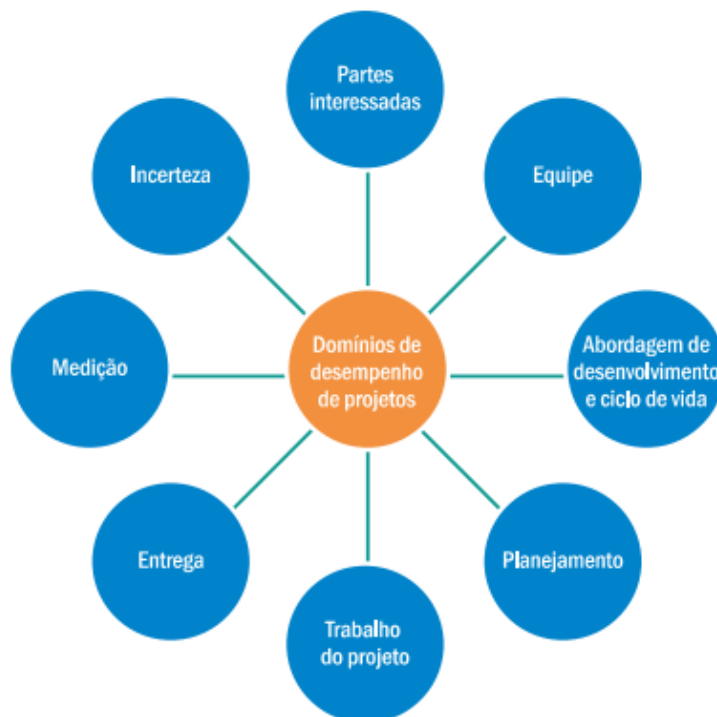 Partes
interessadas
Incerteza
Equipe
Domínios de
desempenho
de projetos
Medição
Abordagem de
desenvolvimento
e ciclo de vida
Entrega
Planejamento
Trabalho
do projeto